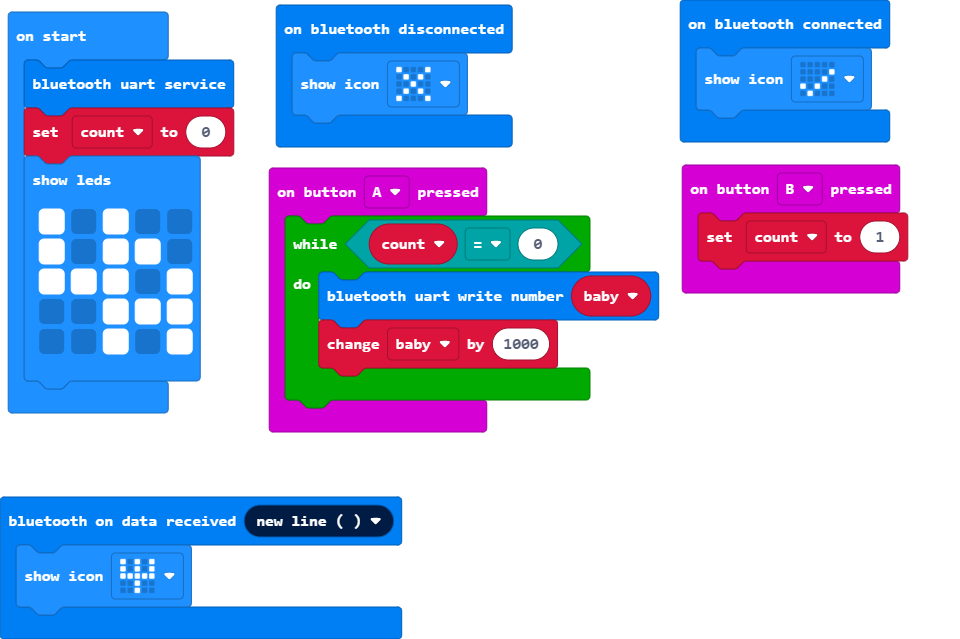 on start
bluetooth uart service
set count to 0
show leds
on bluetooth disconnected
show icon
on bluetooth connected
show icon
on button A pressed
while count = 0
do
bluetooth uart write number baby
change baby by 1000
on button B pressed
set count to 1
bluetooth on data received new line ( )
show icon